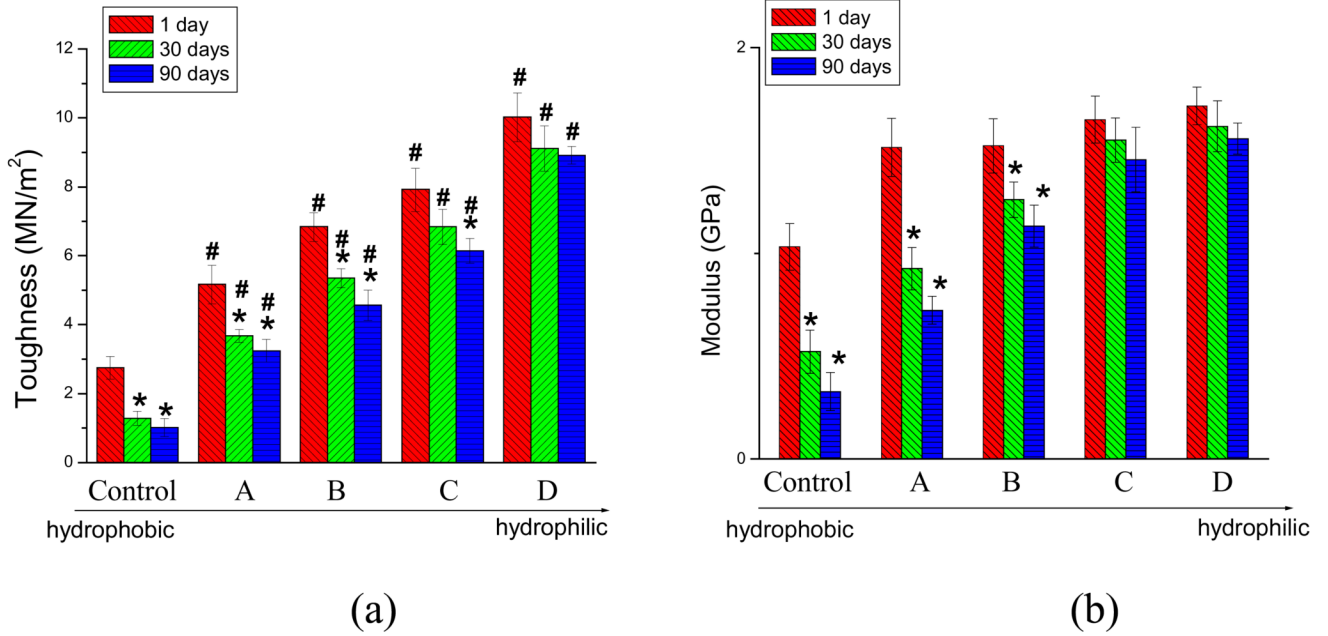 1 day
30 days
90 days
12
10
8
6
4
2
0
Toughness (MN/m²)
# # #
# # #
*
# # #
* *
# # #
* *
* *
Control A B C D
hydrophobic hydrophilic
(a)
1 day
30 days
90 days
2
0
Modulus (GPa)
* *
* *
* *
Control A B C D
hydrophobic hydrophilic
(b)